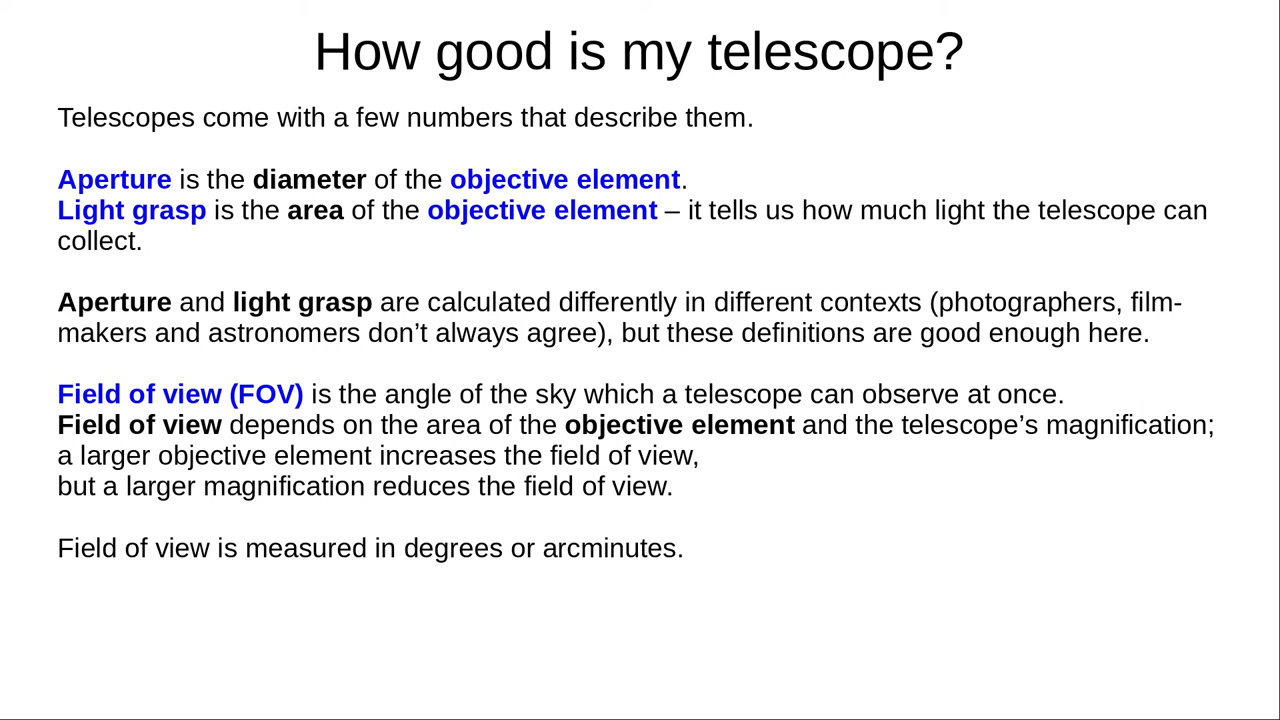 How good is my telescope?
Telescopes come with a few numbers that describe them.
Aperture is the diameter of the objective element.
Light grasp is the area of the objective element – it tells us how much light the telescope can
collect.
Aperture and light grasp are calculated differently in different contexts (photographers, film-
makers and astronomers don’t always agree), but these definitions are good enough here.
Field of view (FOV) is the angle of the sky which a telescope can observe at once.
Field of view depends on the area of the objective element and the telescope’s magnification;
a larger objective element increases the field of view,
but a larger magnification reduces the field of view.
Field of view is measured in degrees or arcminutes.